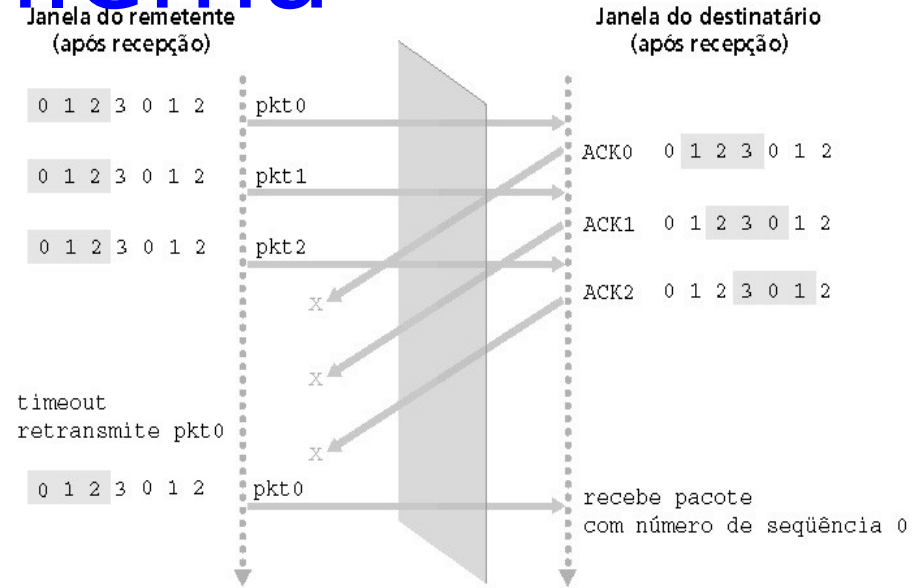 Janela do remetente
(após recepção)
Janela do destinatário
(após recepção)
0 1 2 3 0 1 2
pkt0
ACK0 0 1 2 3 0 1 2
0 1 2 3 0 1 2
pkt1
ACK1 0 1 2 3 0 1 2
0 1 2 3 0 1 2
pkt2
ACK2 0 1 2 3 0 1 2
x
x
x
timeout
retransmite pkt0
0 1 2 3 0 1 2
pkt0
recebe pacote
com número de seqüência 0